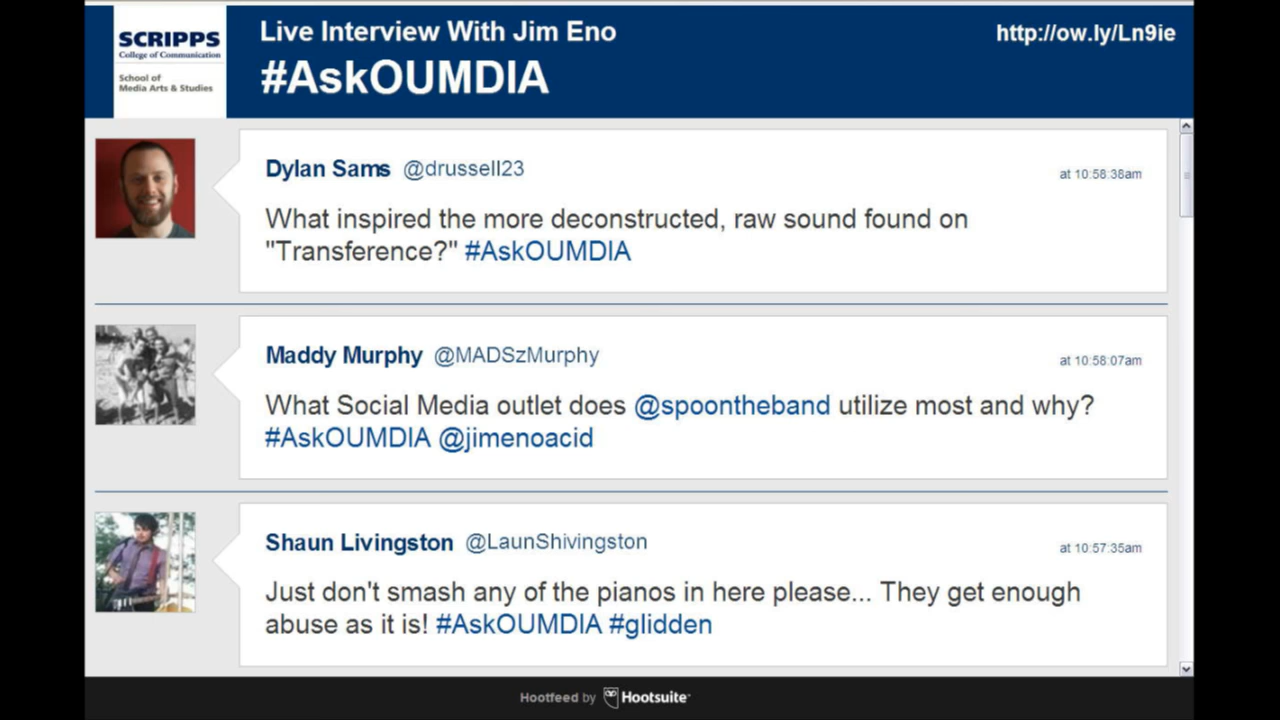 SCRIPPS
College of Communication
School of
Media Arts & Studies
Live Interview With Jim Eno
#AskOUMDIA
http://ow.ly/Ln9ie
Dylan Sams @drussell23
at 10:58:38am
What inspired the more deconstructed, raw sound found on
"Transference?" #AskOUMDIA
Maddy Murphy @MADSzMurphy
at 10:58:07am
What Social Media outlet does @spoontheband utilize most and why?
#AskOUMDIA @jimenoacid
Shaun Livingston @LaunShivingston
at 10:57:35am
Just don't smash any of the pianos in here please... They get enough
abuse as it is! #AskOUMDIA #glidden
Hootfeed by Hootsuite